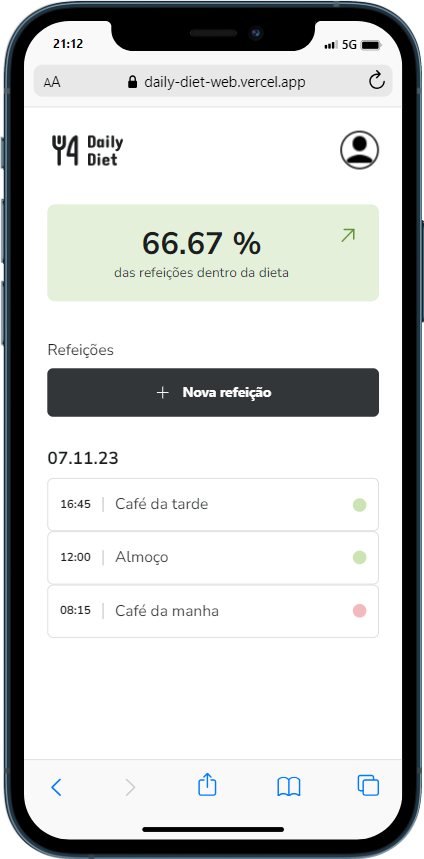 21:12
5G
AA
daily-diet-web.vercel.app
Daily
Diet
66.67 %
das refeições dentro da dieta
Refeições
+ Nova refeição
07.11.23
16:45 | Café da tarde
12:00 | Almoço
08:15 | Café da manha